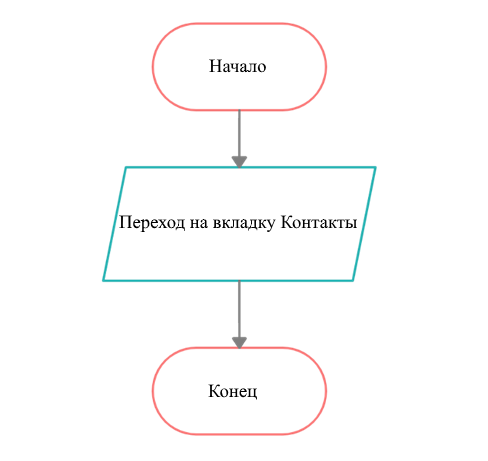 Начало
Переход на вкладку Контакты
Конец